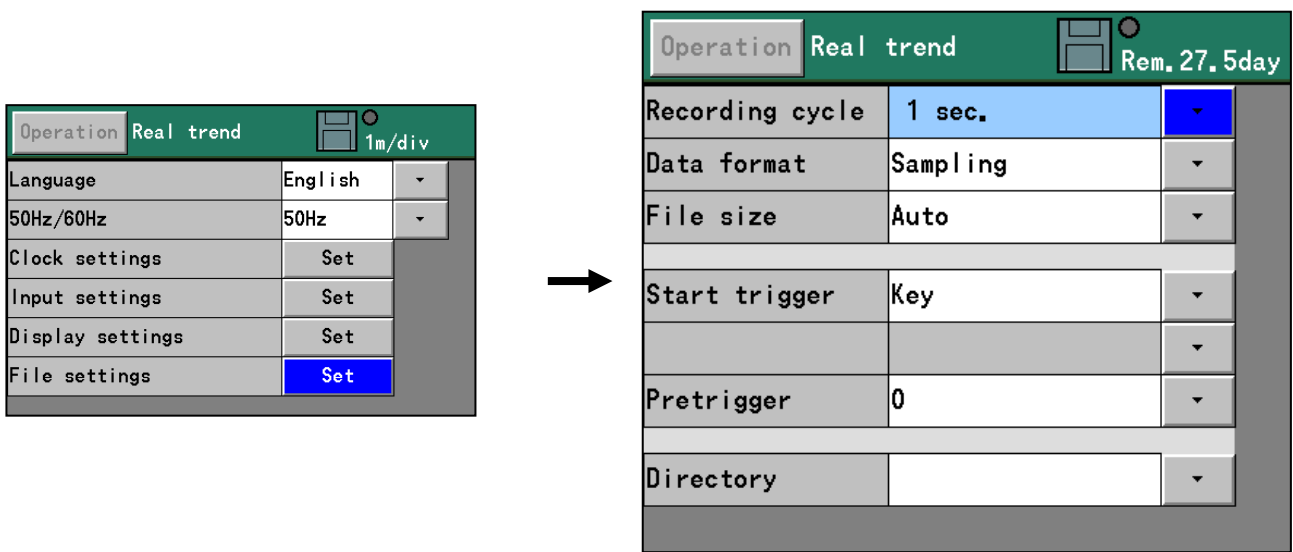 Operation Real trend
1m/div
Language English
50Hz/60Hz 50Hz
Clock settings Set
Input settings Set
Display settings Set
File settings Set
Operation Real trend
Rem.27.5day
Recording cycle 1 sec.
Data format Sampling
File size Auto
Start trigger Key
Pretrigger 0
Directory